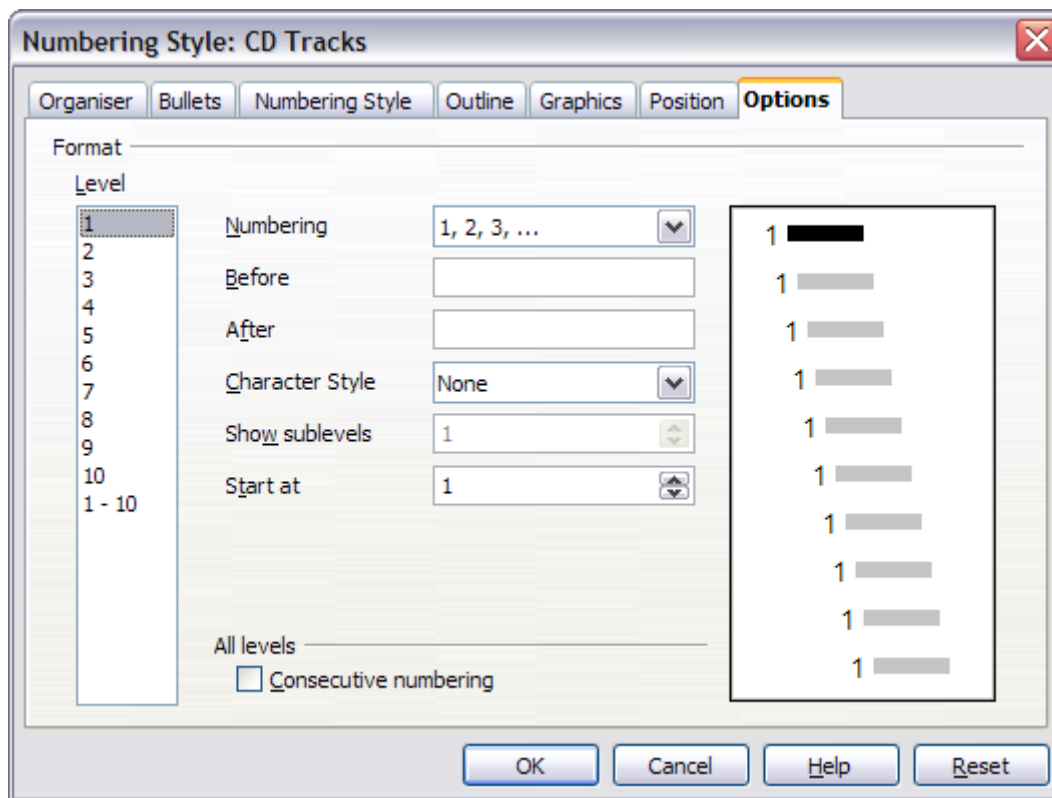 Numbering Style: CD Tracks
Organiser Bullets Numbering Style Outline Graphics Position Options
Format
Level
1
2
3
4
5
6
7
8
9
10
1 - 10
Numbering 1, 2, 3, ...
Before
After
Character Style None
Show sublevels 1
Start at 1
All levels
Consecutive numbering
1
1
1
1
1
1
1
1
1
1
OK Cancel Help Reset